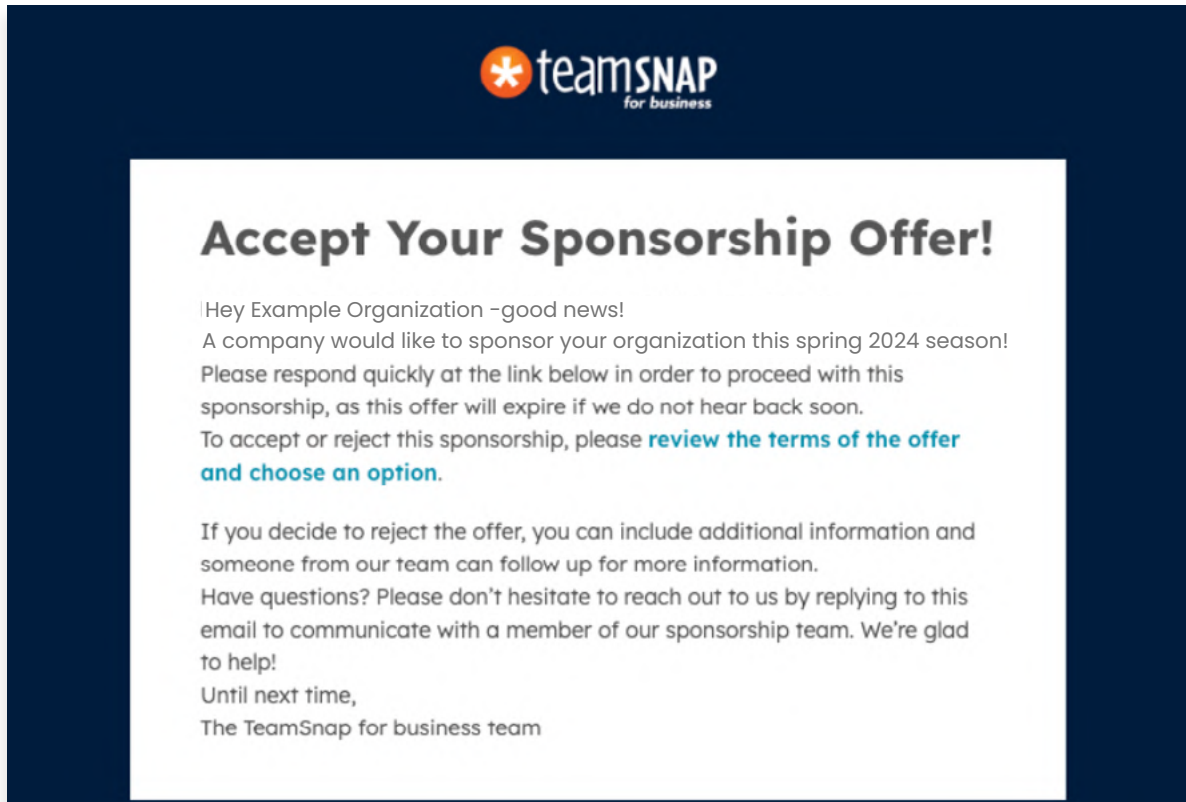 teamSNAP
for business
Accept Your Sponsorship Offer!
Hey Example Organization -good news!
A company would like to sponsor your organization this spring 2024 season!
Please respond quickly at the link below in order to proceed with this
sponsorship, as this offer will expire if we do not hear back soon.
To accept or reject this sponsorship, please review the terms of the offer
and choose an option.
If you decide to reject the offer, you can include additional information and
someone from our team can follow up for more information.
Have questions? Please don't hesitate to reach out to us by replying to this
email to communicate with a member of our sponsorship team. We're glad
to help!
Until next time,
The TeamSnap for business team